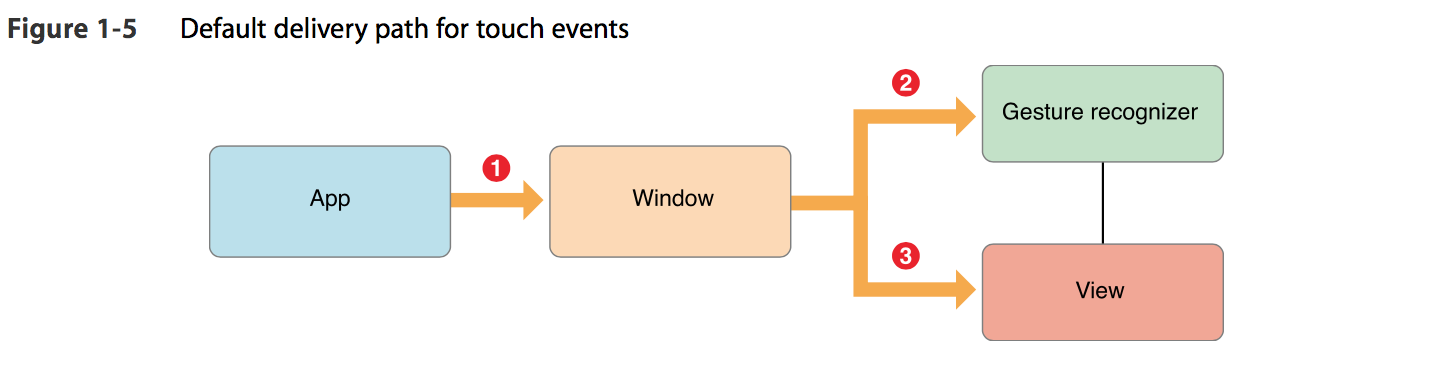 Figure 1-5 Default delivery path for touch events
2
Gesture recognizer
1
App
Window
3
View